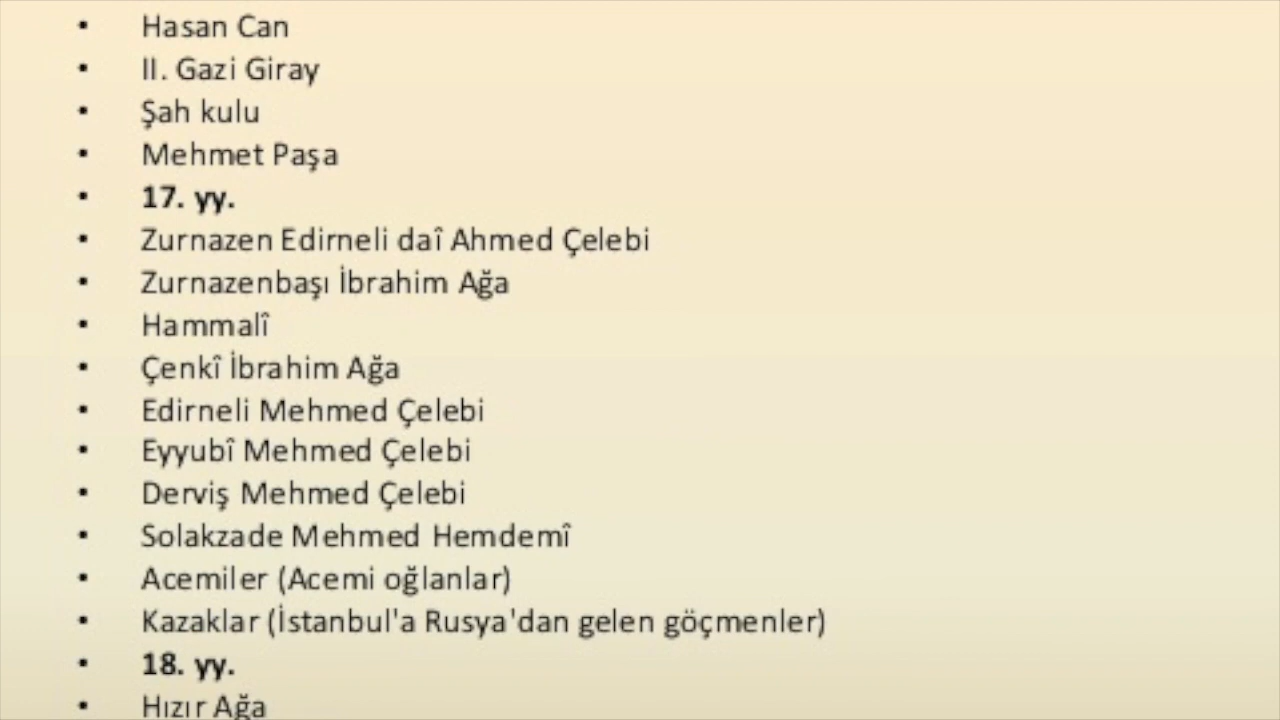 • Hasan Can
• II. Gazi Giray
• Şah kulu
• Mehmet Paşa
• 17. yy.
• Zurnazen Edirneli daî Ahmed Çelebi
• Zurnazenbaşı İbrahim Ağa
• Hammalî
• Çenkî İbrahim Ağa
• Edirneli Mehmed Çelebi
• Eyyubî Mehmed Çelebi
• Derviş Mehmed Çelebi
• Solakzade Mehmed Hemdemî
• Acemiler (Acemi oğlanlar)
• Kazaklar (İstanbul'a Rusya'dan gelen göçmenler)
• 18. yy.
• Hızır Ağa